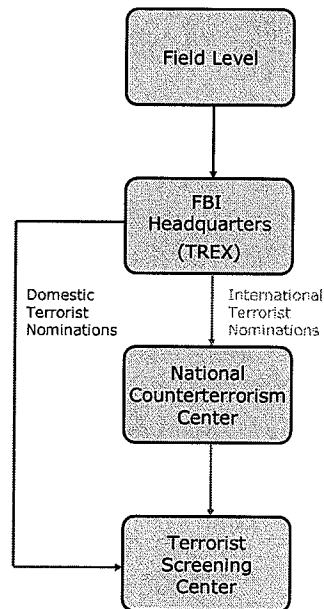 Field Level
FBI
Headquarters
(TREX)
Domestic
Terrorist
Nominations
International
Terrorist
Nominations
National
Counterterrorism
Center
Terrorist
Screening
Center